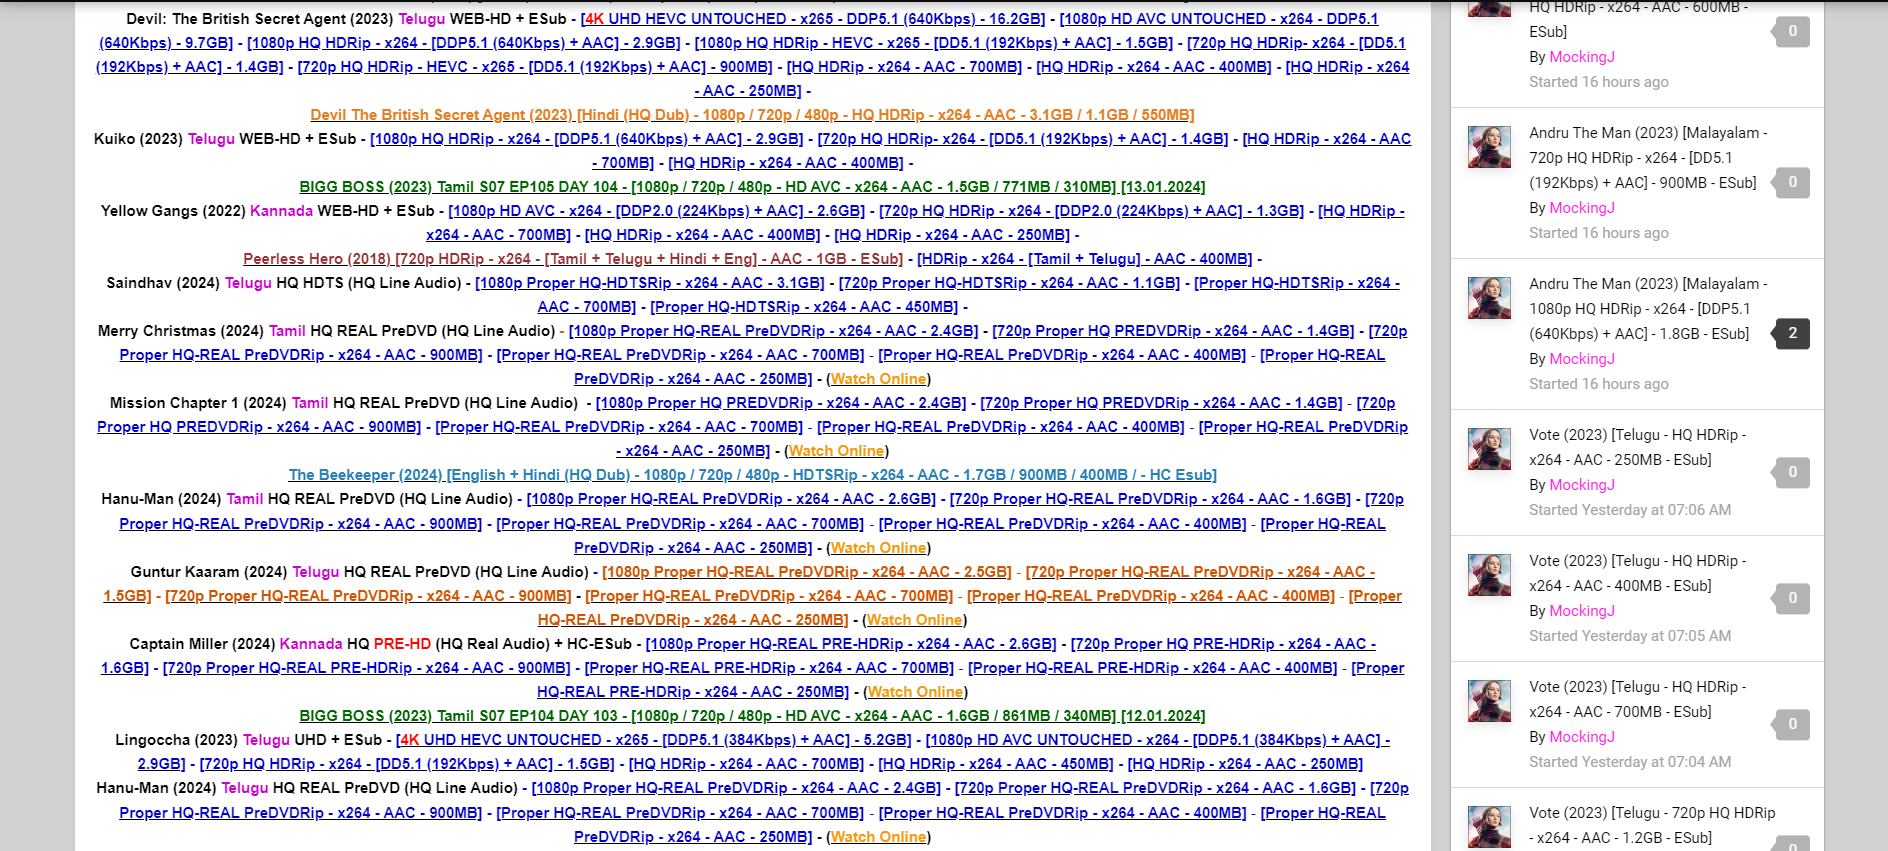 Devil: The British Secret Agent (2023) Telugu WEB-HD + ESub - [4K UHD HEVC UNTOUCHED - x265 - DDP5.1 (640Kbps) - 16.2GB] - [1080p HD AVC UNTOUCHED - x264 - DDP5.1
(640Kbps) - 9.7GB] - [1080p HQ HDRip - x264 - [DDP5.1 (640Kbps) + AAC] - 2.9GB] - [1080p HQ HDRip - HEVC - x265 - [DD5.1 (192Kbps) + AAC] - 1.5GB] - [720p HQ HDRip- x264 - [DD5.1
(192Kbps) + AAC] - 1.4GB] - [720p HQ HDRip - HEVC - x265 - [DD5.1 (192Kbps) + AAC] - 900MB] - [HQ HDRip - x264 - AAC - 700MB] - [HQ HDRip - x264 - AAC - 400MB] - [HQ HDRip - x264
- AAC - 250MB] -
Devil The British Secret Agent (2023) [Hindi (HQ Dub) - 1080p / 720p / 480p - HQ HDRip - x264 - AAC - 3.1GB / 1.1GB / 550MB]
Kuiko (2023) Telugu WEB-HD + ESub - [1080p HQ HDRip - x264 - [DDP5.1 (640Kbps) + AAC] - 2.9GB] - [720p HQ HDRip- x264 - [DD5.1 (192Kbps) + AAC] - 1.4GB] - [HQ HDRip - x264 - AAC
- 700MB] - [HQ HDRip - x264 - AAC - 400MB] -
BIGG BOSS (2023) Tamil S07 EP105 DAY 104 - [1080p / 720p / 480p - HD AVC - x264 - AAC - 1.5GB / 771MB / 310MB] [13.01.2024]
Yellow Gangs (2022) Kannada WEB-HD + ESub - [1080p HD AVC - x264 - [DDP2.0 (224Kbps) + AAC] - 2.6GB] - [720p HQ HDRip - x264 - [DDP2.0 (224Kbps) + AAC] - 1.3GB] - [HQ HDRip -
x264 - AAC - 700MB] - [HQ HDRip - x264 - AAC - 400MB] - [HQ HDRip - x264 - AAC - 250MB] -
Peerless Hero (2018) [720p HDRip - x264 - [Tamil + Telugu + Hindi + Eng] - AAC - 1GB - ESub] - [HDRip - x264 - [Tamil + Telugu] - AAC - 400MB] -
Saindhav (2024) Telugu HQ HDTS (HQ Line Audio) - [1080p Proper HQ-HDTSRip - x264 - AAC - 3.1GB] - [720p Proper HQ-HDTSRip - x264 - AAC - 1.1GB] - [Proper HQ-HDTSRip - x264 -
AAC - 700MB] - [Proper HQ-HDTSRip - x264 - AAC - 450MB] -
Merry Christmas (2024) Tamil HQ REAL PreDVD (HQ Line Audio) - [1080p Proper HQ-REAL PreDVDRip - x264 - AAC - 2.4GB] - [720p Proper HQ PREDVDRip - x264 - AAC - 1.4GB] - [720p
Proper HQ-REAL PreDVDRip - x264 - AAC - 900MB] - [Proper HQ-REAL PreDVDRip - x264 - AAC - 700MB] - [Proper HQ-REAL PreDVDRip - x264 - AAC - 400MB] - [Proper HQ-REAL
PreDVDRip - x264 - AAC - 250MB] - (Watch Online)
Mission Chapter 1 (2024) Tamil HQ REAL PreDVD (HQ Line Audio) - [1080p Proper HQ PREDVDRip - x264 - AAC - 2.4GB] - [720p Proper HQ PREDVDRip - x264 - AAC - 1.4GB] - [720p
Proper HQ PREDVDRip - x264 - AAC - 900MB] - [Proper HQ-REAL PreDVDRip - x264 - AAC - 700MB] - [Proper HQ-REAL PreDVDRip - x264 - AAC - 400MB] - [Proper HQ-REAL PreDVDRip
- x264 - AAC - 250MB] - (Watch Online)
The Beekeeper (2024) [English + Hindi (HQ Dub) - 1080p / 720p / 480p - HDTSRip - x264 - AAC - 1.7GB / 900MB / 400MB / - HC Esub]
Hanu-Man (2024) Tamil HQ REAL PreDVD (HQ Line Audio) - [1080p Proper HQ-REAL PreDVDRip - x264 - AAC - 2.6GB] - [720p Proper HQ-REAL PreDVDRip - x264 - AAC - 1.6GB] - [720p
Proper HQ-REAL PreDVDRip - x264 - AAC - 900MB] - [Proper HQ-REAL PreDVDRip - x264 - AAC - 700MB] - [Proper HQ-REAL PreDVDRip - x264 - AAC - 400MB] - [Proper HQ-REAL
PreDVDRip - x264 - AAC - 250MB] - (Watch Online)
Guntur Kaaram (2024) Telugu HQ REAL PreDVD (HQ Line Audio) - [1080p Proper HQ-REAL PreDVDRip - x264 - AAC - 2.5GB] - [720p Proper HQ-REAL PreDVDRip - x264 - AAC -
1.5GB] - [720p Proper HQ-REAL PreDVDRip - x264 - AAC - 900MB] - [Proper HQ-REAL PreDVDRip - x264 - AAC - 700MB] - [Proper HQ-REAL PreDVDRip - x264 - AAC - 400MB] - [Proper
HQ-REAL PreDVDRip - x264 - AAC - 250MB] - (Watch Online)
Captain Miller (2024) Kannada HQ PRE-HD (HQ Real Audio) + HC-ESub - [1080p Proper HQ-REAL PRE-HDRip - x264 - AAC - 2.6GB] - [720p Proper HQ PRE-HDRip - x264 - AAC -
1.6GB] - [720p Proper HQ-REAL PRE-HDRip - x264 - AAC - 900MB] - [Proper HQ-REAL PRE-HDRip - x264 - AAC - 700MB] - [Proper HQ-REAL PRE-HDRip - x264 - AAC - 400MB] - [Proper
HQ-REAL PRE-HDRip - x264 - AAC - 250MB] - (Watch Online)
BIGG BOSS (2023) Tamil S07 EP104 DAY 103 - [1080p / 720p / 480p - HD AVC - x264 - AAC - 1.6GB / 861MB / 340MB] [12.01.2024]
Lingoccha (2023) Telugu UHD + ESub - [4K UHD HEVC UNTOUCHED - x265 - [DDP5.1 (384Kbps) + AAC] - 5.2GB] - [1080p HD AVC UNTOUCHED - x264 - [DDP5.1 (384Kbps) + AAC] -
2.9GB] - [720p HQ HDRip - x264 - [DD5.1 (192Kbps) + AAC] - 1.5GB] - [HQ HDRip - x264 - AAC - 700MB] - [HQ HDRip - x264 - AAC - 450MB] - [HQ HDRip - x264 - AAC - 250MB]
Hanu-Man (2024) Telugu HQ REAL PreDVD (HQ Line Audio) - [1080p Proper HQ-REAL PreDVDRip - x264 - AAC - 2.4GB] - [720p Proper HQ-REAL PreDVDRip - x264 - AAC - 1.6GB] - [720p
Proper HQ-REAL PreDVDRip - x264 - AAC - 900MB] - [Proper HQ-REAL PreDVDRip - x264 - AAC - 700MB] - [Proper HQ-REAL PreDVDRip - x264 - AAC - 400MB] - [Proper HQ-REAL
PreDVDRip - x264 - AAC - 250MB] - (Watch Online)
HQ HDRip - x264 - AAC - 600MB -
ESub]
0
By MockingJ
Started 16 hours ago
Andru The Man (2023) [Malayalam -
720p HQ HDRip - x264 - [DD5.1
(192Kbps) + AAC] - 900MB - ESub]
0
By MockingJ
Started 16 hours ago
Andru The Man (2023) [Malayalam -
1080p HQ HDRip - x264 - [DDP5.1
(640Kbps) + AAC] - 1.8GB - ESub]
2
By MockingJ
Started 16 hours ago
Vote (2023) [Telugu - HQ HDRip -
x264 - AAC - 250MB - ESub]
0
By MockingJ
Started Yesterday at 07:06 AM
Vote (2023) [Telugu - HQ HDRip -
x264 - AAC - 400MB - ESub]
0
By MockingJ
Started Yesterday at 07:05 AM
Vote (2023) [Telugu - HQ HDRip -
x264 - AAC - 700MB - ESub]
0
By MockingJ
Started Yesterday at 07:04 AM
Vote (2023) [Telugu - 720p HQ HDRip
- x264 - AAC - 1.2GB - ESub]
0